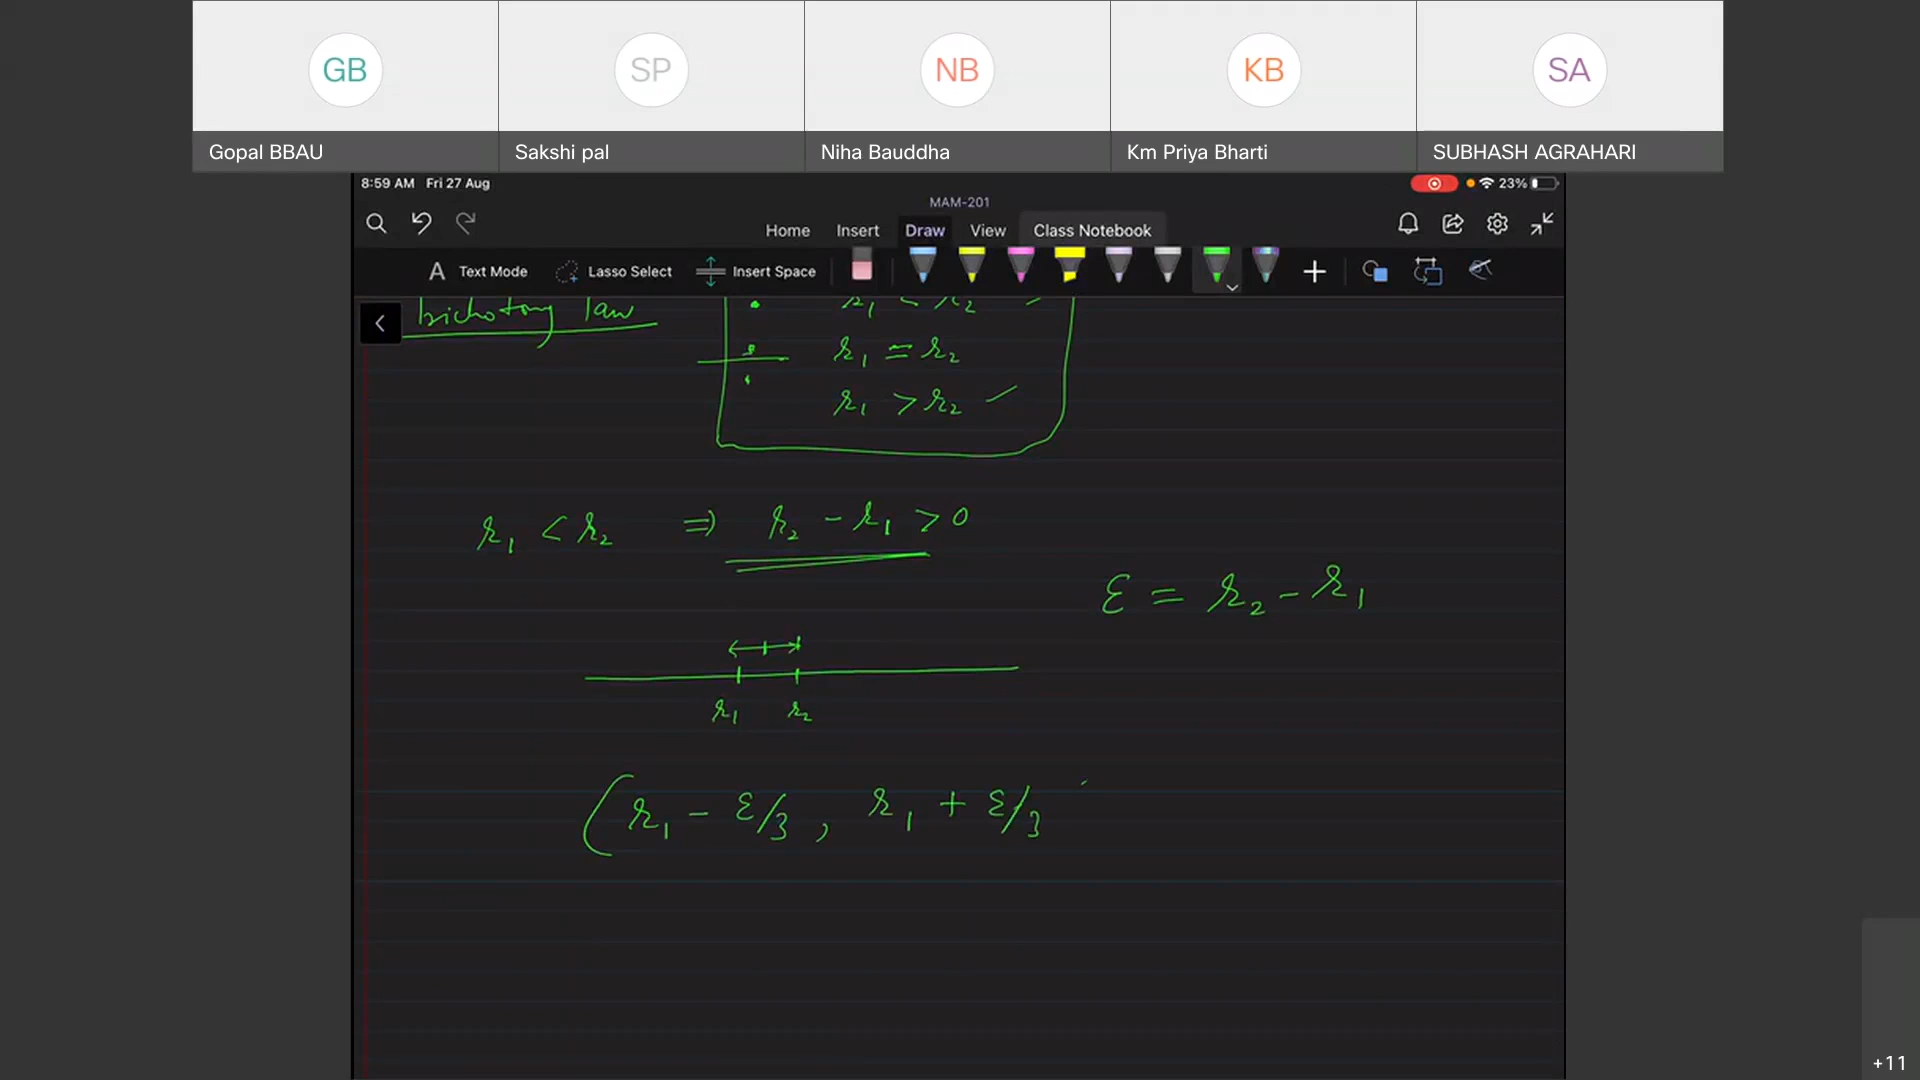 GB SP NB KB SA
Gopal BBAU Sakshi pal Niha Bauddha Km Priya Bharti SUBHASH AGRAHARI
8:59 AM Fri 27 Aug 23%
MAM-201
Home Insert Draw View Class Notebook
Text Mode Lasso Select Insert Space
trichotomy law r₁ < r₂
r₁ = r₂
r₁ > r₂
r₁ < r₂ ⇒ r₂ - r₁ > 0
ε = r₂ - r₁
r₁ r₂
(r₁ - ε/3, r₁ + ε/3
+11